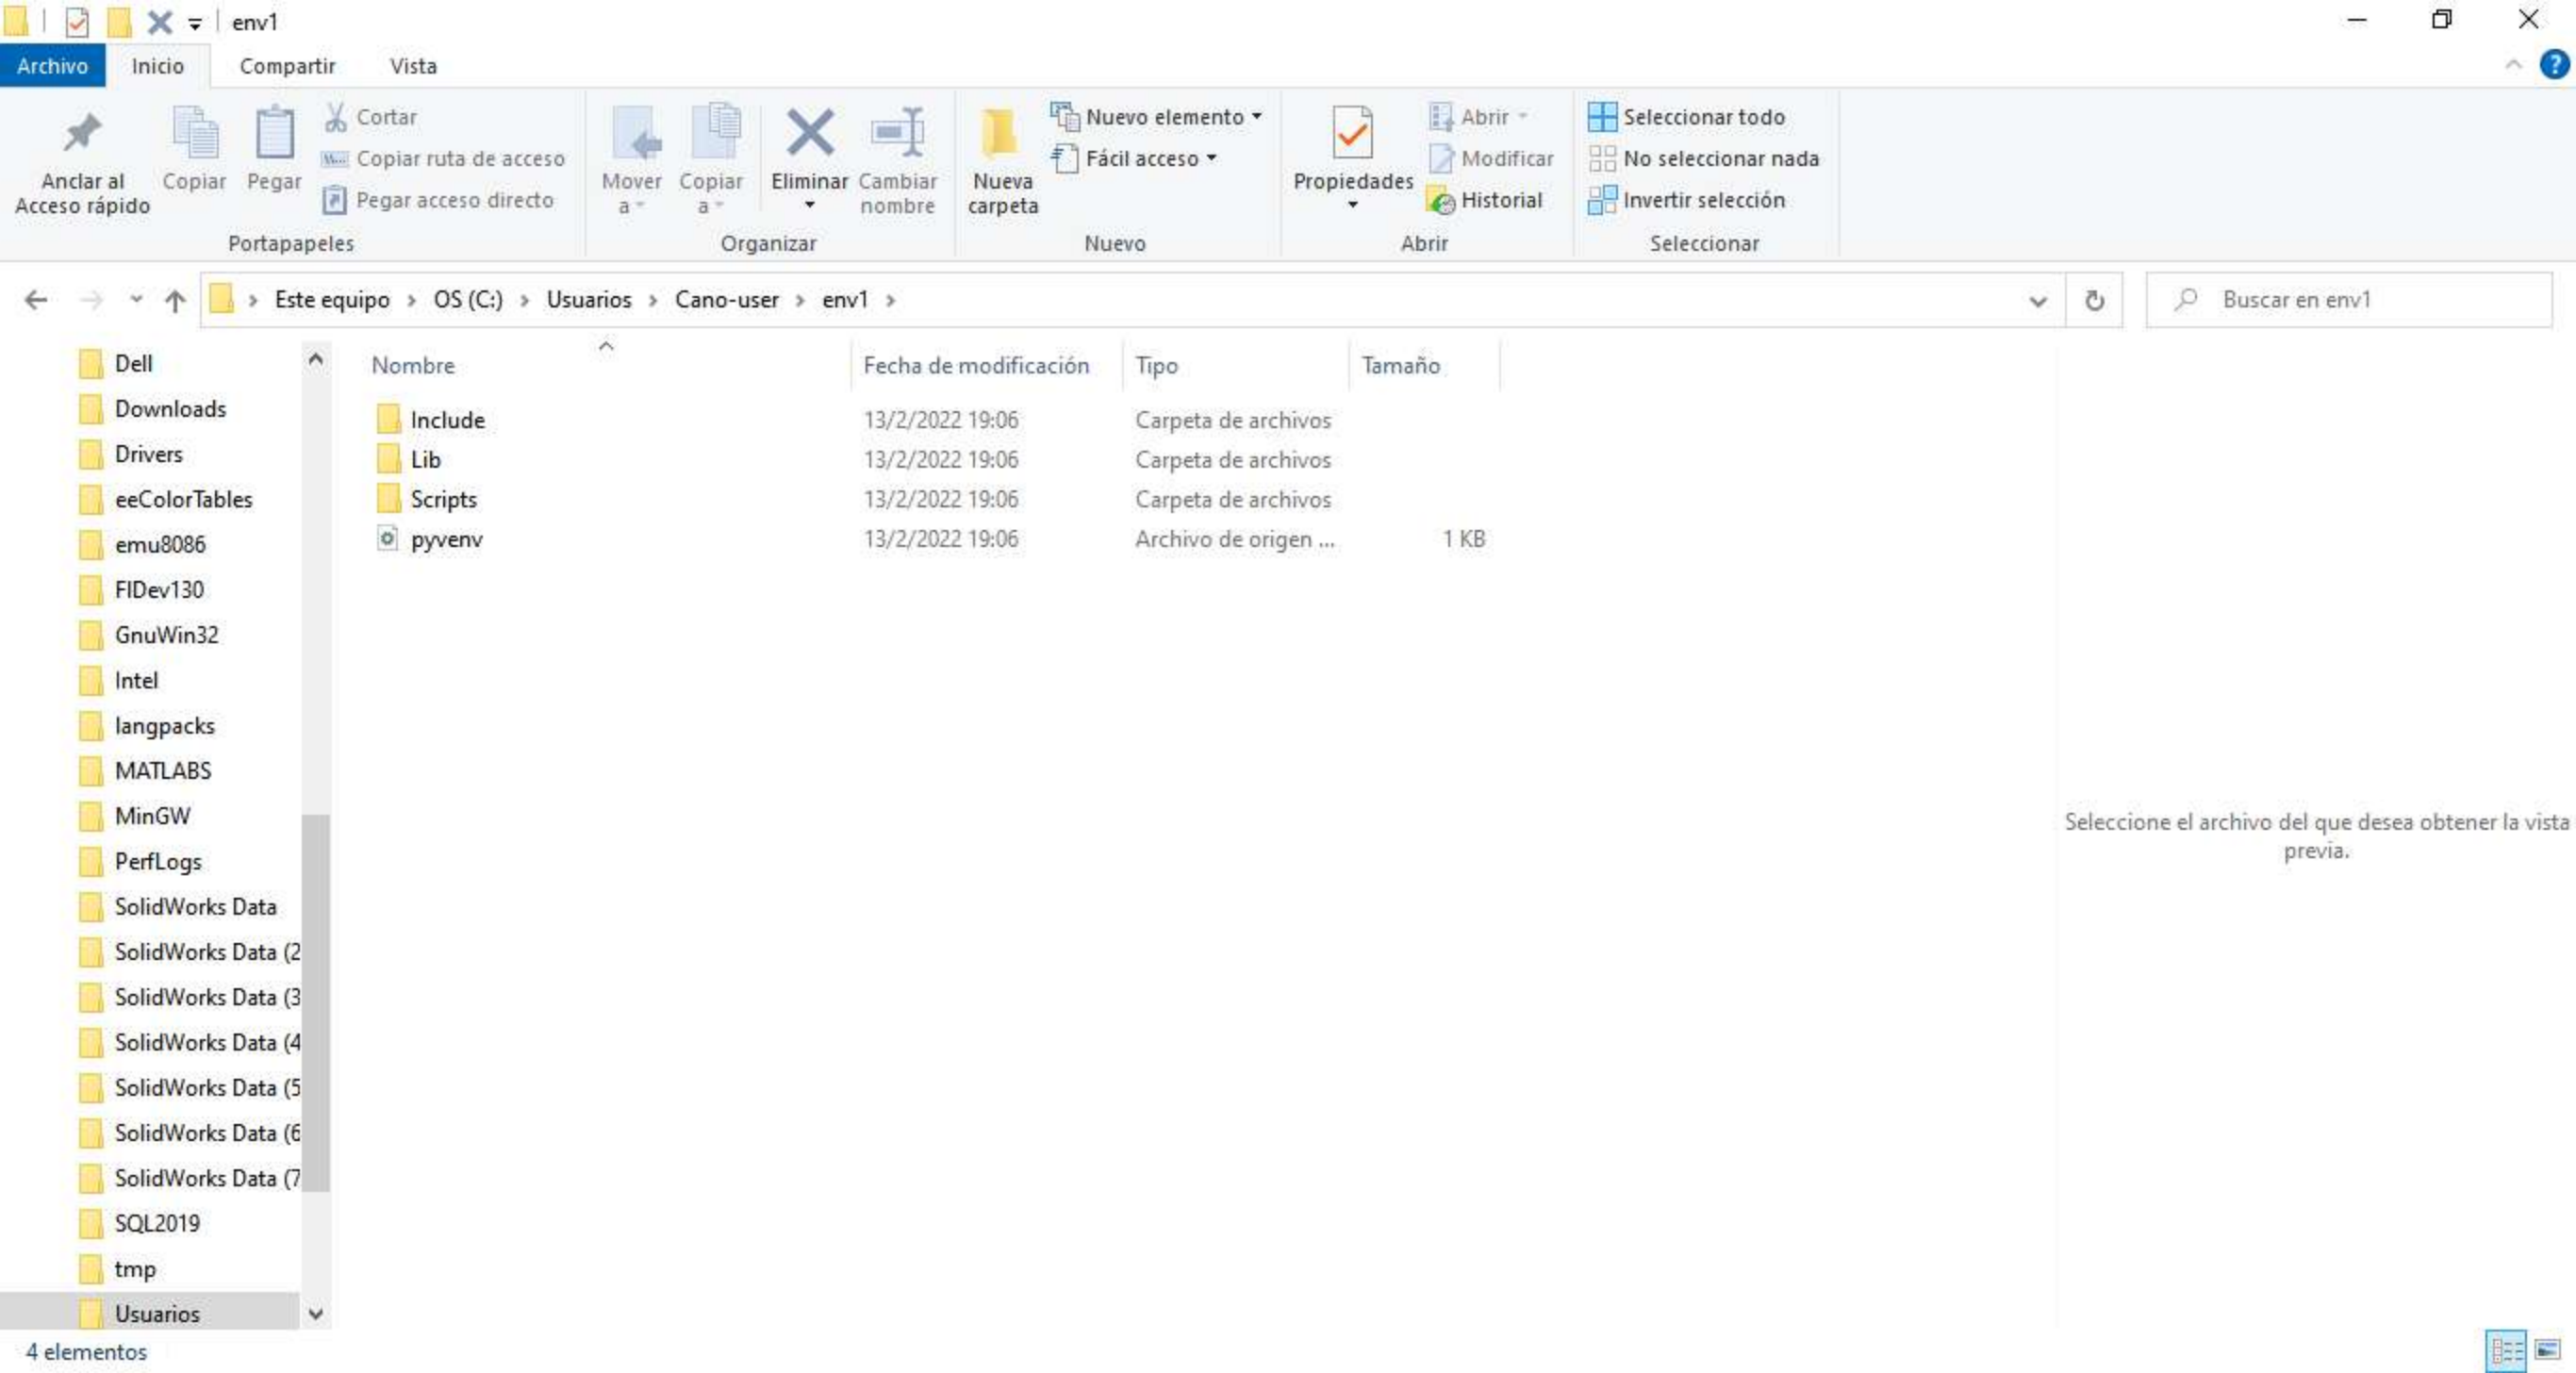 env1
Archivo Inicio Compartir Vista
Anclar al
Acceso rápido
Copiar
Pegar
Cortar
Copiar ruta de acceso
Pegar acceso directo
Portapapeles
Mover
a
Copiar
a
Eliminar
Cambiar
nombre
Organizar
Nueva
carpeta
Nuevo elemento
Fácil acceso
Nuevo
Propiedades
Abrir
Modificar
Historial
Abrir
Seleccionar todo
No seleccionar nada
Invertir selección
Seleccionar
Este equipo > OS (C:) > Usuarios > Cano-user > env1 >
Buscar en env1
Dell
Downloads
Drivers
eeColorTables
emu8086
FIDev130
GnuWin32
Intel
langpacks
MATLABS
MinGW
PerfLogs
SolidWorks Data
SolidWorks Data (2
SolidWorks Data (3
SolidWorks Data (4
SolidWorks Data (5
SolidWorks Data (6
SolidWorks Data (7
SQL2019
tmp
Usuarios
Nombre Fecha de modificación Tipo Tamaño
Include 13/2/2022 19:06 Carpeta de archivos
Lib 13/2/2022 19:06 Carpeta de archivos
Scripts 13/2/2022 19:06 Carpeta de archivos
pyvenv 13/2/2022 19:06 Archivo de origen ... 1 KB
Seleccione el archivo del que desea obtener la vista
previa.
4 elementos